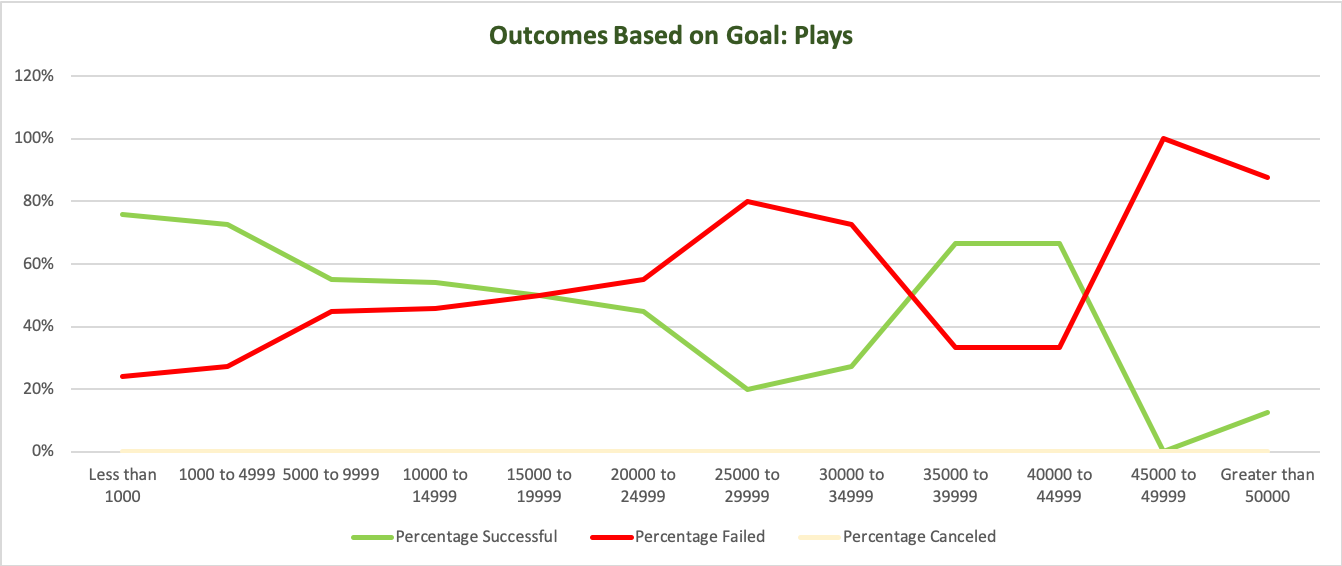 Outcomes Based on Goal: Plays
120%
100%
80%
60%
40%
20%
0%
Less than
1000
1000 to 4999
5000 to 9999
10000 to
14999
15000 to
19999
20000 to
24999
25000 to
29999
30000 to
34999
35000 to
39999
40000 to
44999
45000 to
49999
Greater than
50000
Percentage Successful
Percentage Failed
Percentage Canceled